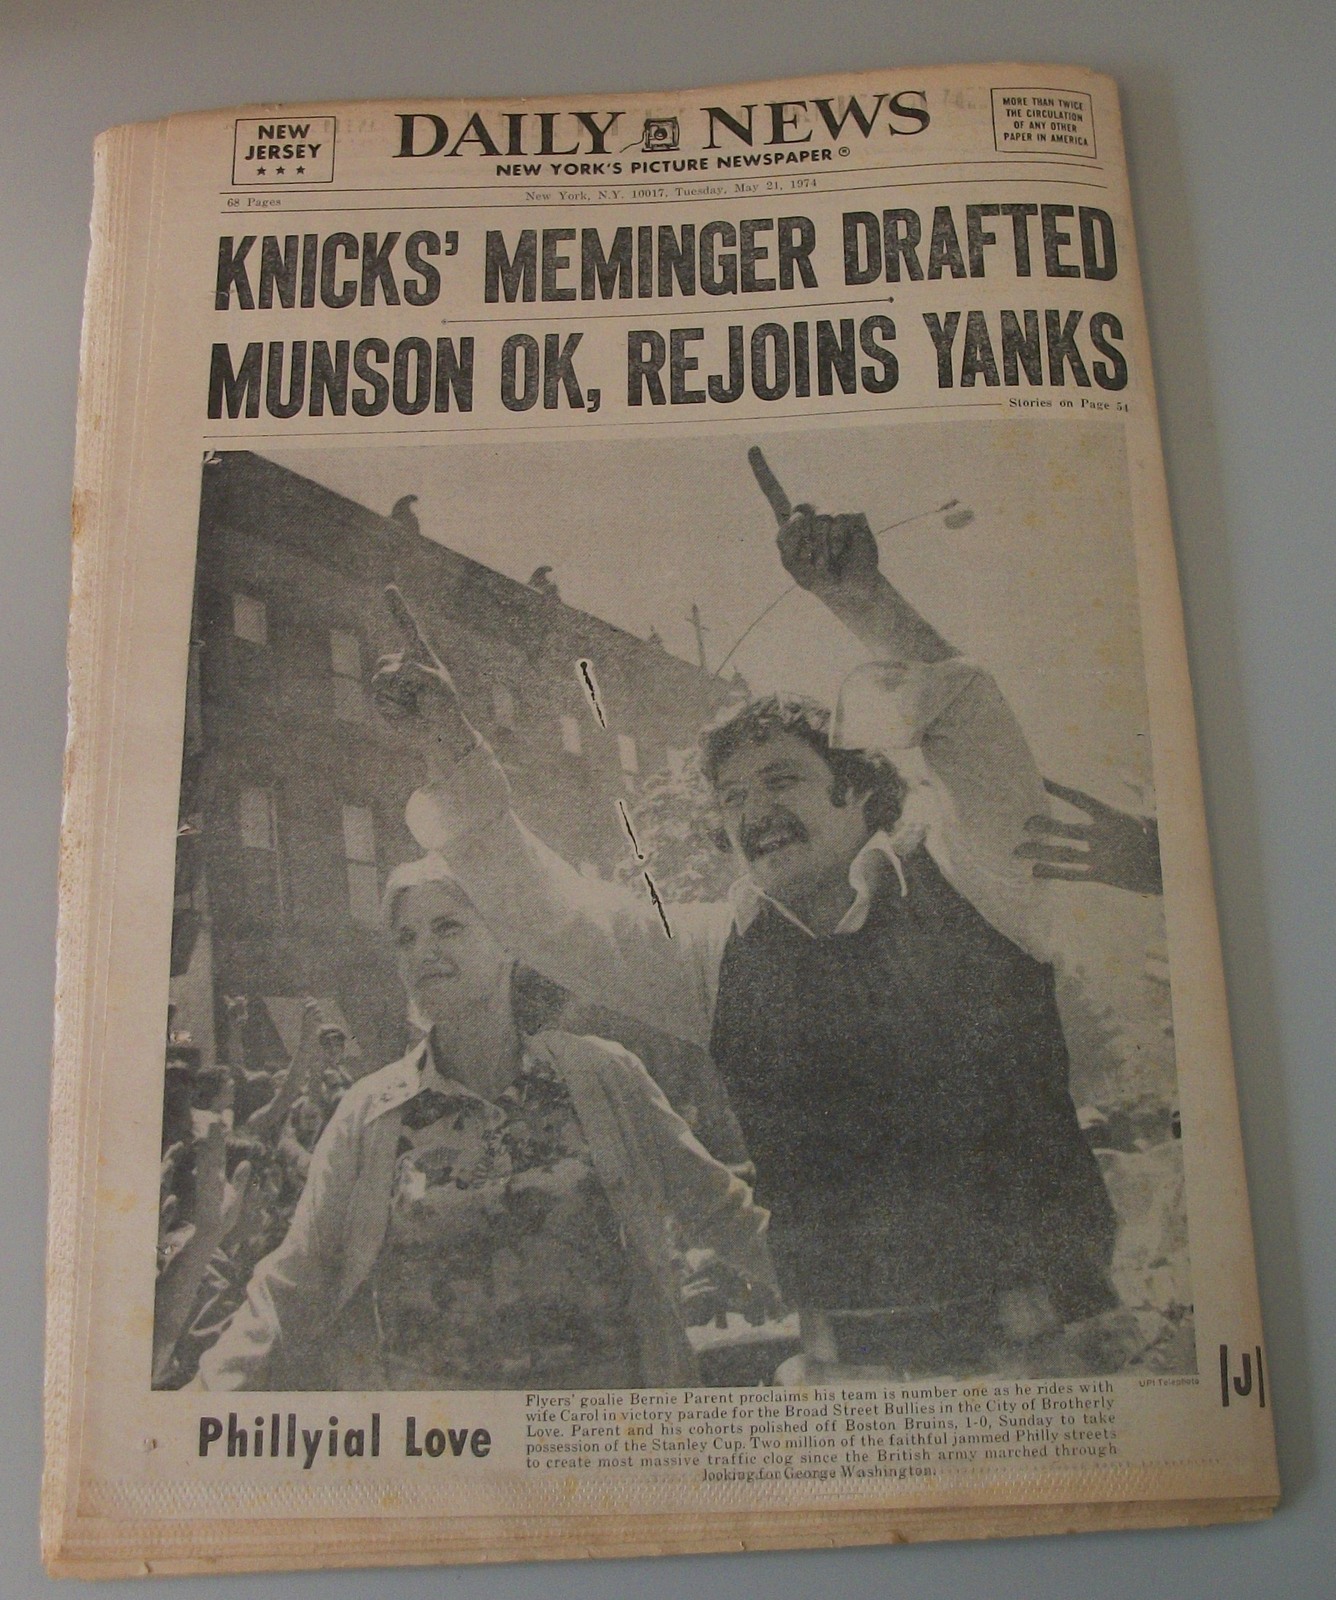 NEW
JERSEY
★ ★ ★
DAILY NEWS
NEW YORK'S PICTURE NEWSPAPER ®
MORE THAN TWICE
THE CIRCULATION
OF ANY OTHER
PAPER IN AMERICA
68 Pages
New York, N.Y. 10017, Tuesday, May 21, 1974
KNICKS' MEMINGER DRAFTED
MUNSON OK, REJOINS YANKS
Stories on Page 54
UPI Telephoto
|J|
Phillyial Love
Flyers' goalie Bernie Parent proclaims his team is number one as he rides with
wife Carol in victory parade for the Broad Street Bullies in the City of Brotherly
Love. Parent and his cohorts polished off Boston Bruins, 1-0, Sunday to take
possession of the Stanley Cup. Two million of the faithful jammed Philly streets
to create most massive traffic clog since the British army marched through
looking for George Washington.